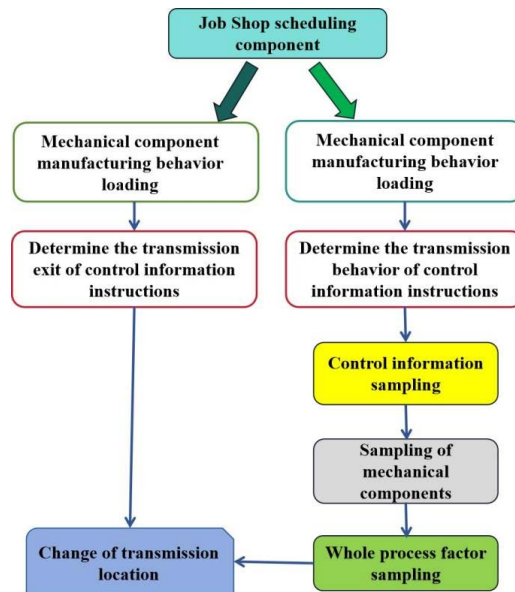 Job Shop scheduling
component
Mechanical component
manufacturing behavior
loading
Mechanical component
manufacturing behavior
loading
Determine the transmission
exit of control information
instructions
Determine the transmission
behavior of control
information instructions
Control information
sampling
Sampling of
mechanical
components
Change of transmission
location
Whole process factor
sampling